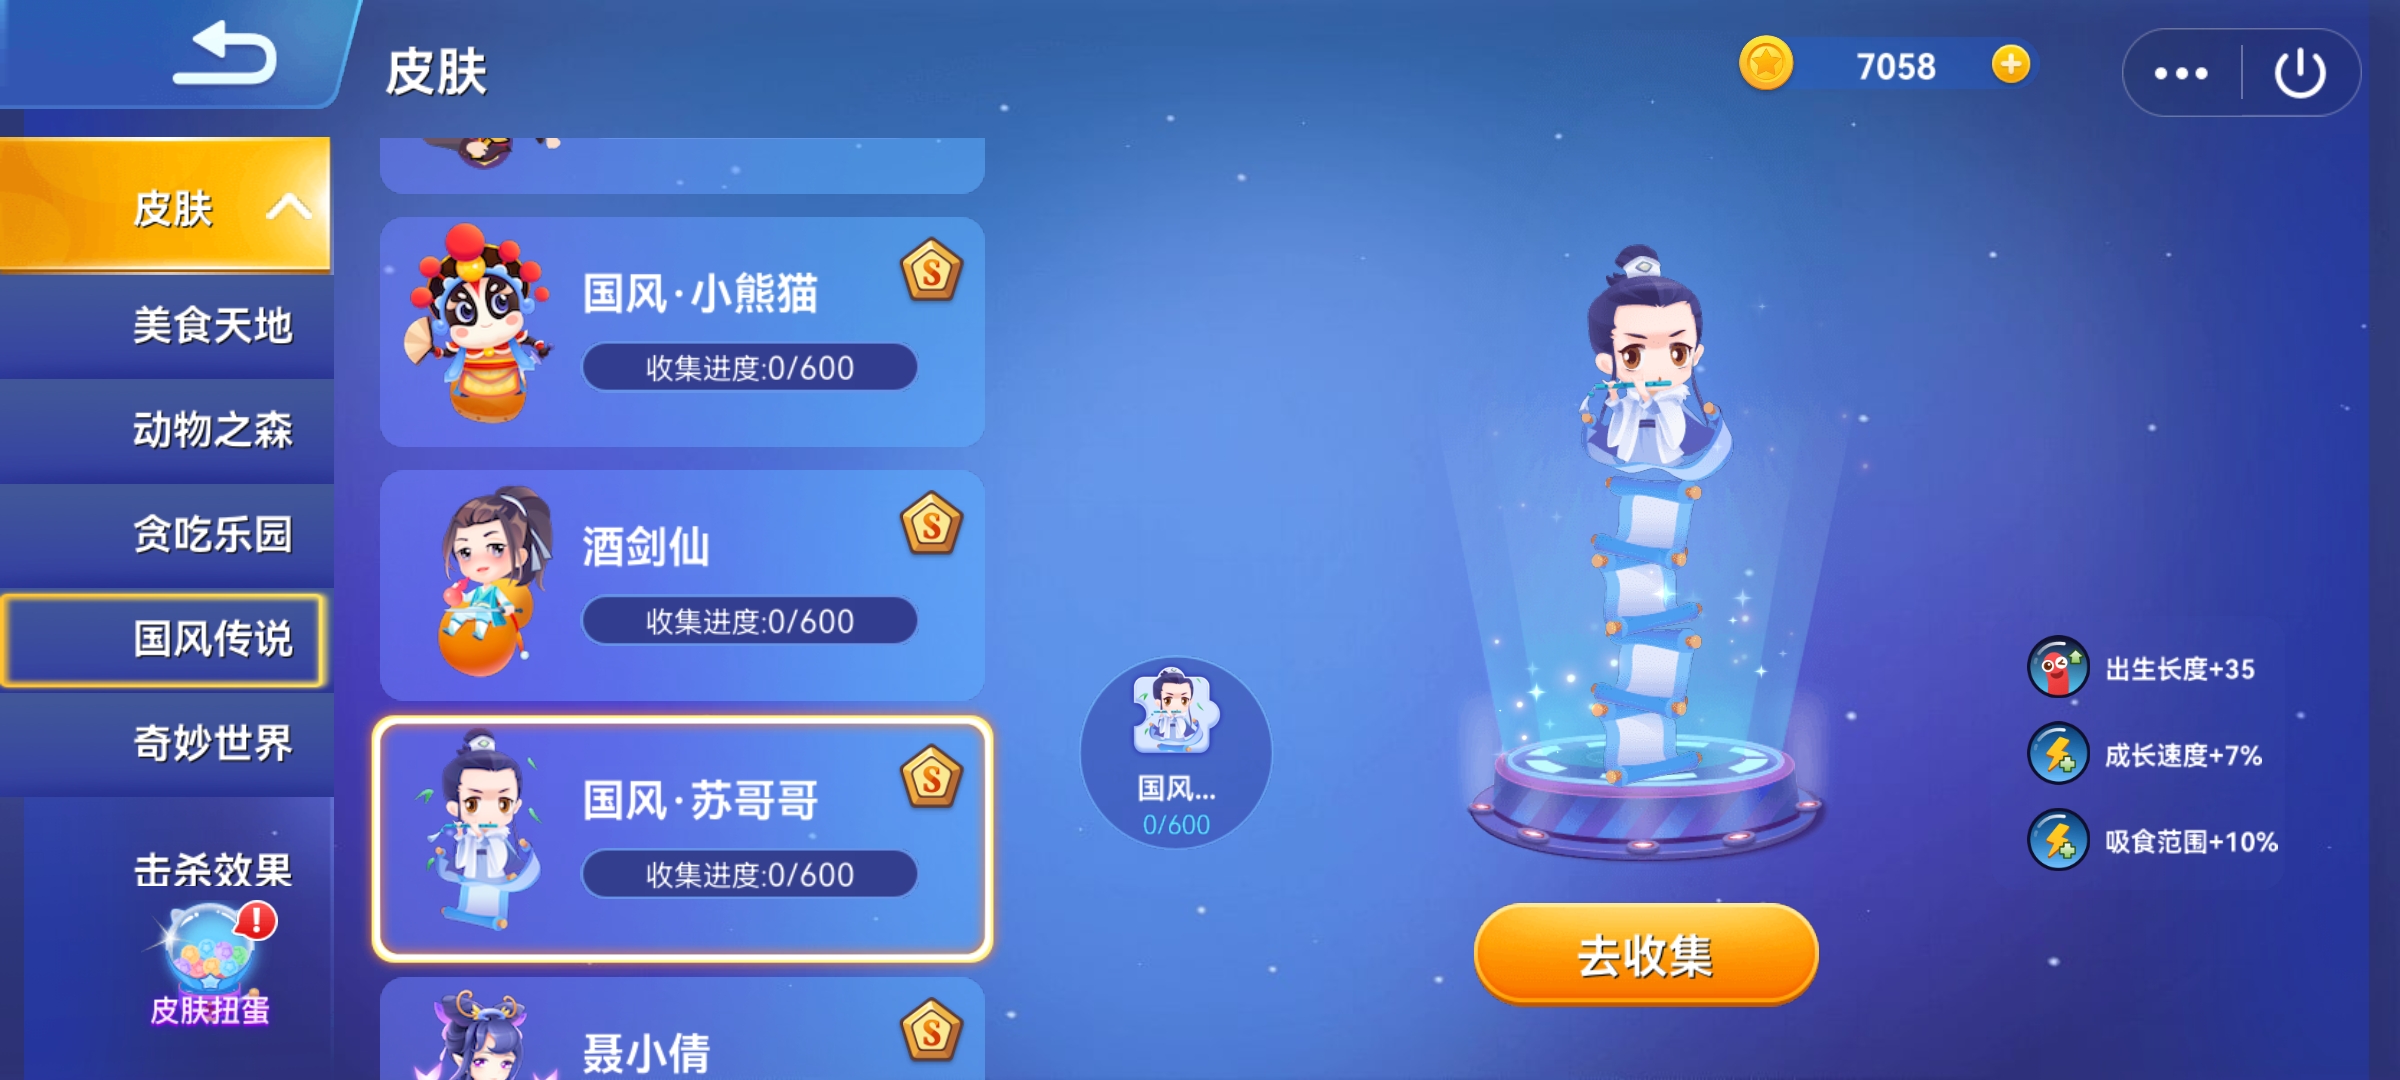 皮肤
7058
皮肤
美食天地
动物之森
贪吃乐园
国风传说
奇妙世界
击杀效果
皮肤扭蛋
国风·小熊猫
S
收集进度:0/600
酒剑仙
S
收集进度:0/600
国风·苏哥哥
S
收集进度:0/600
聂小倩
S
国风...
0/600
出生长度+35
成长速度+7%
吸食范围+10%
去收集